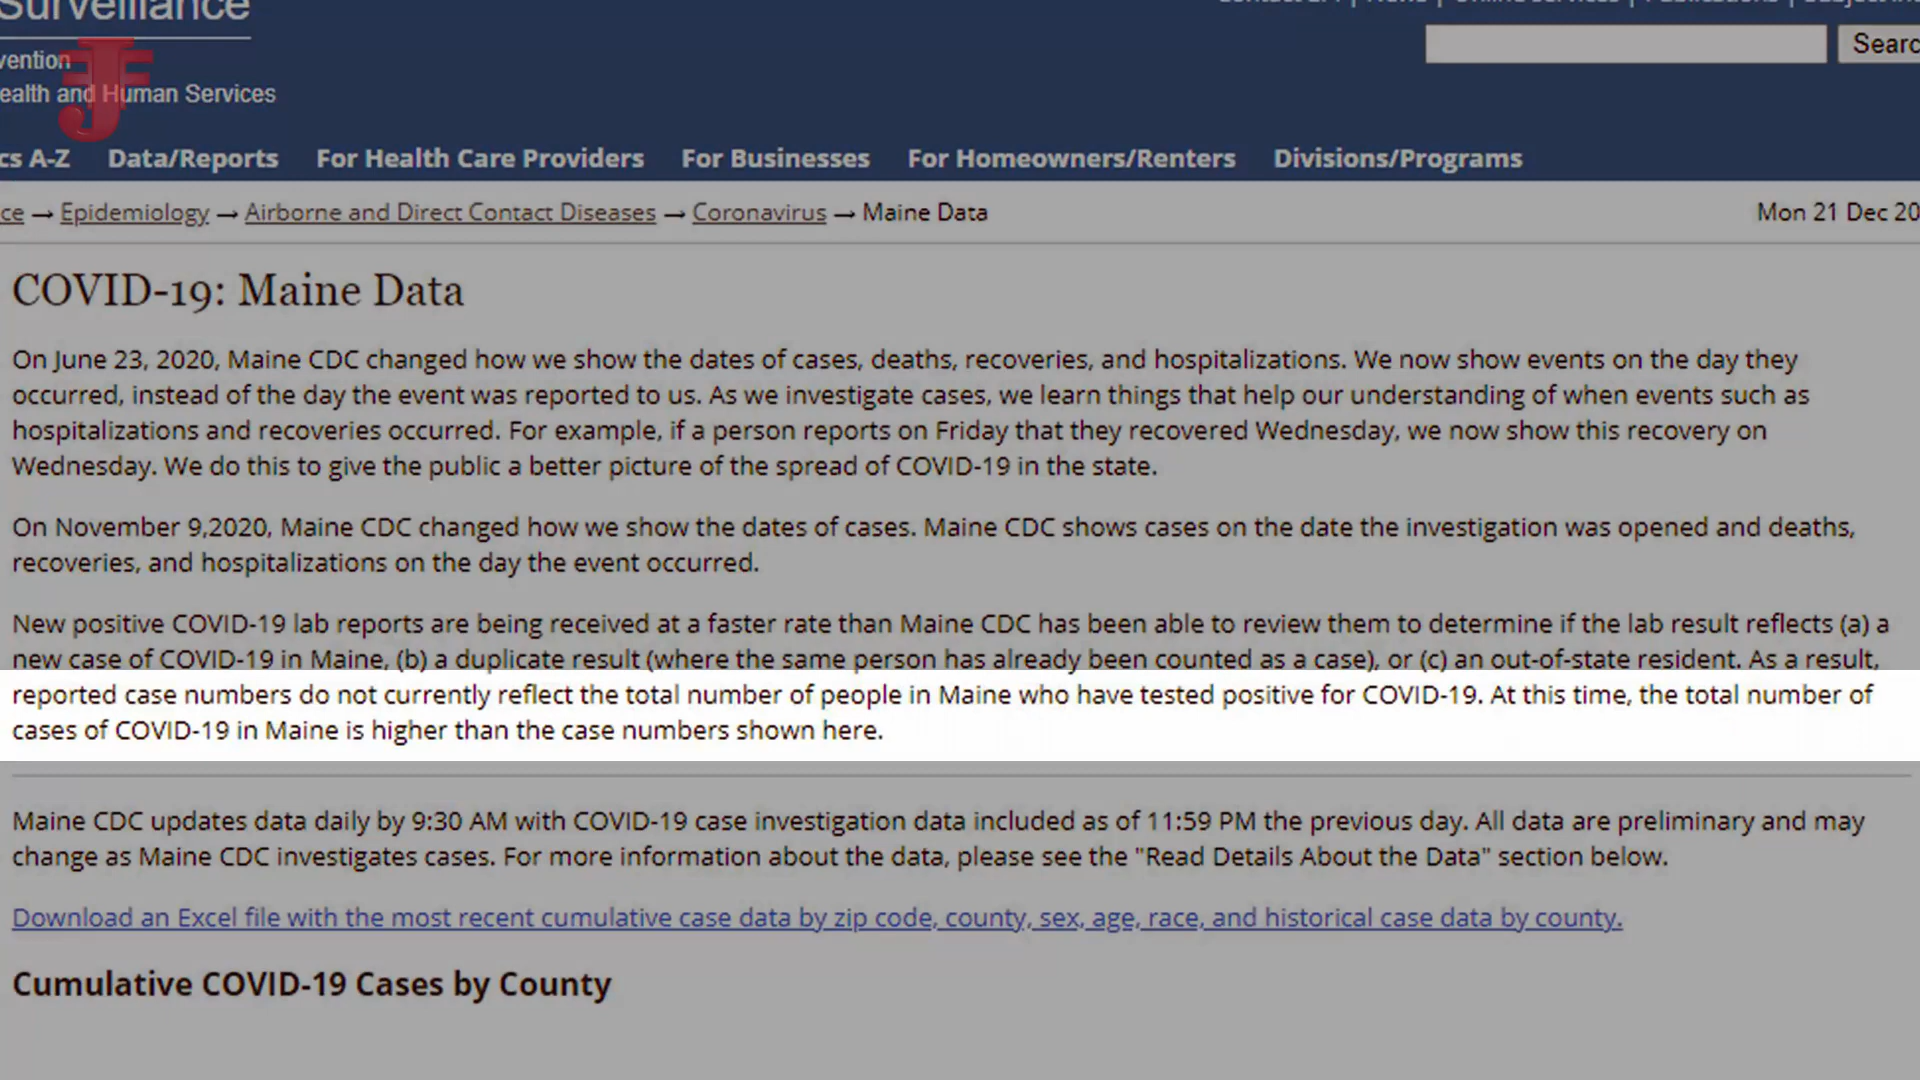 Surveillance
Contact Us | News | Online Services | Publications | Subject
vention
ealth and Human Services
Searc
cs A-Z Data/Reports For Health Care Providers For Businesses For Homeowners/Renters Divisions/Programs
ce → Epidemiology → Airborne and Direct Contact Diseases → Coronavirus → Maine Data Mon 21 Dec 20
COVID-19: Maine Data
On June 23, 2020, Maine CDC changed how we show the dates of cases, deaths, recoveries, and hospitalizations. We now show events on the day they
occurred, instead of the day the event was reported to us. As we investigate cases, we learn things that help our understanding of when events such as
hospitalizations and recoveries occurred. For example, if a person reports on Friday that they recovered Wednesday, we now show this recovery on
Wednesday. We do this to give the public a better picture of the spread of COVID-19 in the state.
On November 9,2020, Maine CDC changed how we show the dates of cases. Maine CDC shows cases on the date the investigation was opened and deaths,
recoveries, and hospitalizations on the day the event occurred.
New positive COVID-19 lab reports are being received at a faster rate than Maine CDC has been able to review them to determine if the lab result reflects (a) a
new case of COVID-19 in Maine, (b) a duplicate result (where the same person has already been counted as a case), or (c) an out-of-state resident. As a result,
reported case numbers do not currently reflect the total number of people in Maine who have tested positive for COVID-19. At this time, the total number of
cases of COVID-19 in Maine is higher than the case numbers shown here.
Maine CDC updates data daily by 9:30 AM with COVID-19 case investigation data included as of 11:59 PM the previous day. All data are preliminary and may
change as Maine CDC investigates cases. For more information about the data, please see the "Read Details About the Data" section below.
Download an Excel file with the most recent cumulative case data by zip code, county, sex, age, race, and historical case data by county.
Cumulative COVID-19 Cases by County